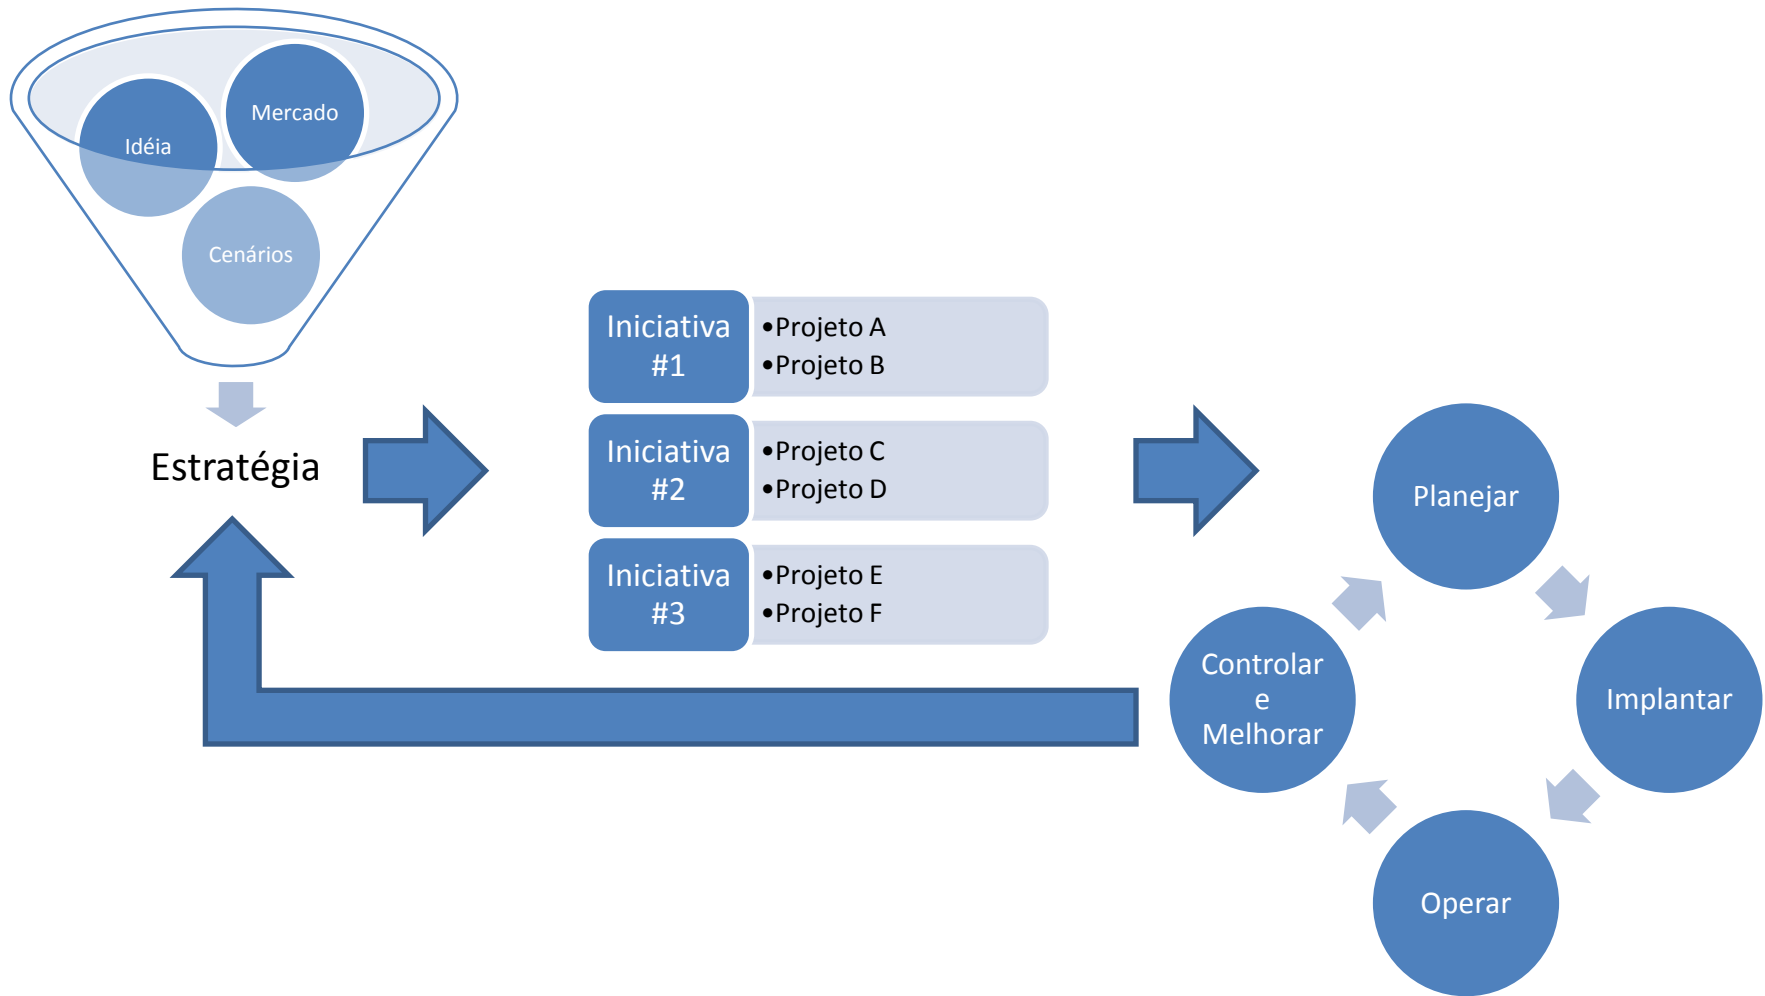 Mercado
Idéia
Cenários
Estratégia
Iniciativa
#1
•Projeto A
•Projeto B
Iniciativa
#2
•Projeto C
•Projeto D
Iniciativa
#3
•Projeto E
•Projeto F
Planejar
Implantar
Operar
Controlar
e
Melhorar